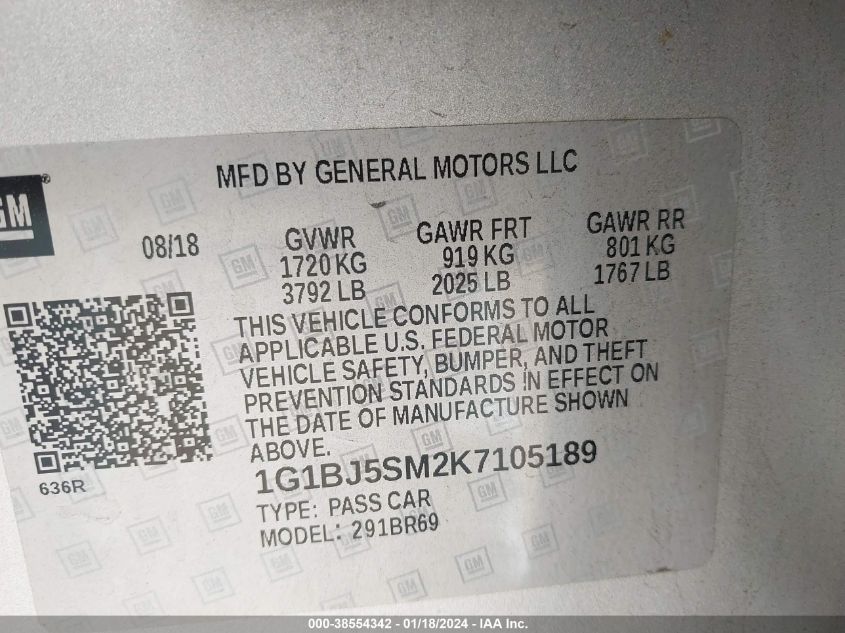 MFD BY GENERAL MOTORS LLC
GM
08/18
GVWR GAWR FRT GAWR RR
1720 KG 919 KG 801 KG
3792 LB 2025 LB 1767 LB
THIS VEHICLE CONFORMS TO ALL
APPLICABLE U.S. FEDERAL MOTOR
VEHICLE SAFETY, BUMPER, AND THEFT
PREVENTION STANDARDS IN EFFECT ON
THE DATE OF MANUFACTURE SHOWN
ABOVE.
636R
1G1BJ5SM2K7105189
TYPE: PASS CAR
MODEL: 291BR69
000-38554342 - 01/18/2024 - IAA Inc.